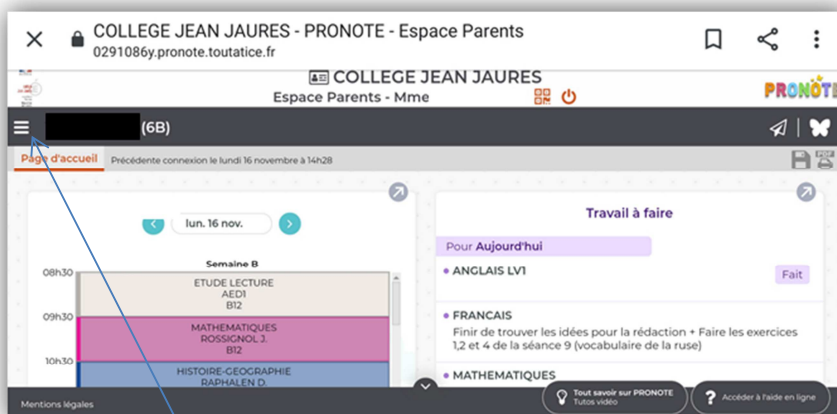 COLLEGE JEAN JAURES - PRONOTE - Espace Parents
0291086y.pronote.toutatice.fr
COLLEGE JEAN JAURES
Espace Parents - Mme
PRONOTE
(6B)
Page d'accueil
Précédente connexion le lundi 16 novembre à 14h28
PDF
lun. 16 nov.
Semaine B
08h30
ETUDE LECTURE
AED1
B12
09h30
MATHEMATIQUES
ROSSIGNOL J.
B12
10h30
HISTOIRE-GEOGRAPHIE
RAPHALEN D.
Travail à faire
Pour Aujourd'hui
ANGLAIS LV1
Fait
FRANCAIS
Finir de trouver les idées pour la rédaction + Faire les exercices
1,2 et 4 de la séance 9 (vocabulaire de la ruse)
MATHEMATIQUES
Mentions légales
Tout savoir sur PRONOTE
Tutos vidéo
? Accéder à l'aide en ligne